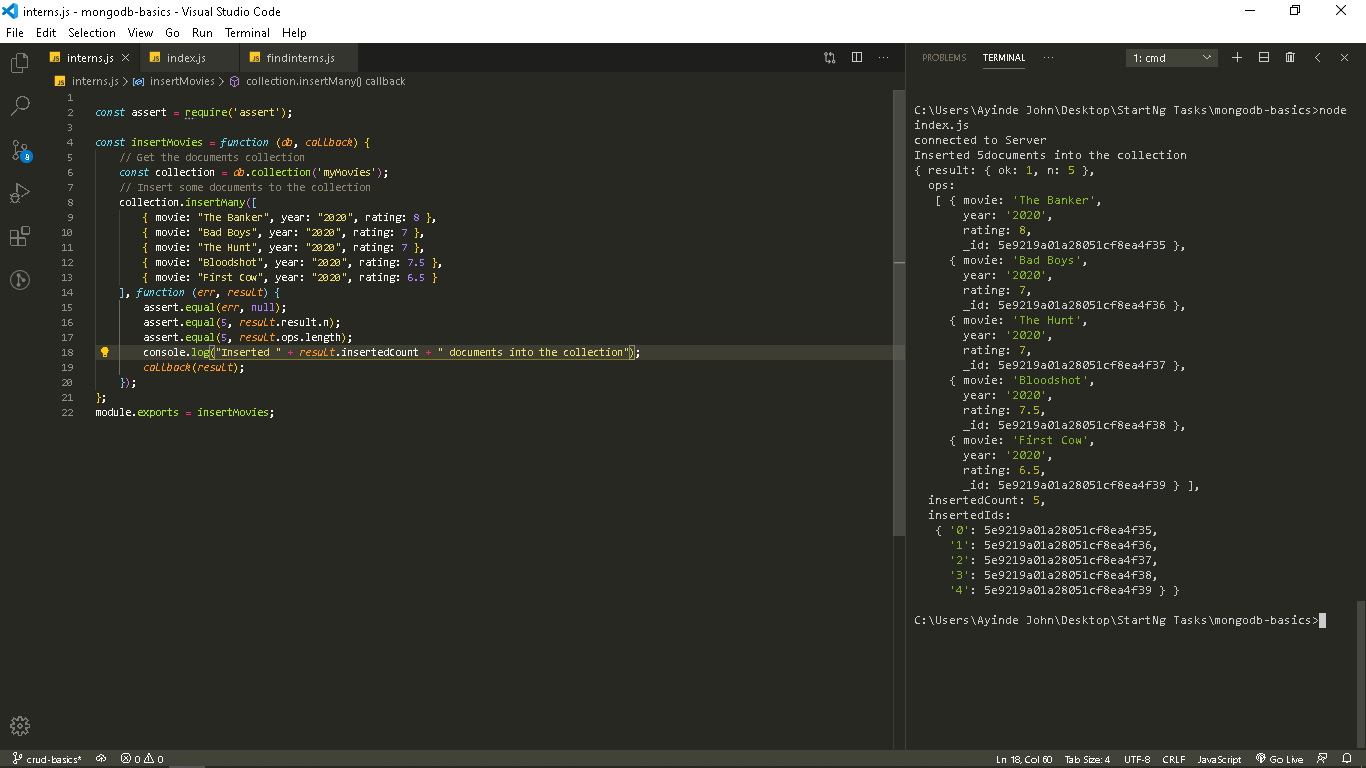 interns.js - mongodb-basics - Visual Studio Code
File Edit Selection View Go Run Terminal Help
interns.js index.js findinterns.js
interns.js > insertMovies > collection.insertMany() callback
1
2 const assert = require('assert');
3
4 const insertMovies = function (db, callback) {
5 // Get the documents collection
6 const collection = db.collection('myMovies');
7 // Insert some documents to the collection
8 collection.insertMany([
9 { movie: "The Banker", year: "2020", rating: 8 },
10 { movie: "Bad Boys", year: "2020", rating: 7 },
11 { movie: "The Hunt", year: "2020", rating: 7 },
12 { movie: "Bloodshot", year: "2020", rating: 7.5 },
13 { movie: "First Cow", year: "2020", rating: 6.5 }
14 ], function (err, result) {
15 assert.equal(err, null);
16 assert.equal(5, result.result.n);
17 assert.equal(5, result.ops.length);
18 console.log("Inserted " + result.insertedCount + " documents into the collection");
19 callback(result);
20 });
21 };
22 module.exports = insertMovies;
8
PROBLEMS TERMINAL ··· 1: cmd
C:\Users\Ayinde John\Desktop\StartNg Tasks\mongodb-basics>node
index.js
connected to Server
Inserted 5documents into the collection
{ result: { ok: 1, n: 5 },
ops:
[ { movie: 'The Banker',
year: '2020',
rating: 8,
_id: 5e9219a01a28051cf8ea4f35 },
{ movie: 'Bad Boys',
year: '2020',
rating: 7,
_id: 5e9219a01a28051cf8ea4f36 },
{ movie: 'The Hunt',
year: '2020',
rating: 7,
_id: 5e9219a01a28051cf8ea4f37 },
{ movie: 'Bloodshot',
year: '2020',
rating: 7.5,
_id: 5e9219a01a28051cf8ea4f38 },
{ movie: 'First Cow',
year: '2020',
rating: 6.5,
_id: 5e9219a01a28051cf8ea4f39 } ],
insertedCount: 5,
insertedIds:
{ '0': 5e9219a01a28051cf8ea4f35,
'1': 5e9219a01a28051cf8ea4f36,
'2': 5e9219a01a28051cf8ea4f37,
'3': 5e9219a01a28051cf8ea4f38,
'4': 5e9219a01a28051cf8ea4f39 } }
C:\Users\Ayinde John\Desktop\StartNg Tasks\mongodb-basics>
crud-basics* 0 0 Ln 18, Col 60 Tab Size: 4 UTF-8 CRLF JavaScript Go Live